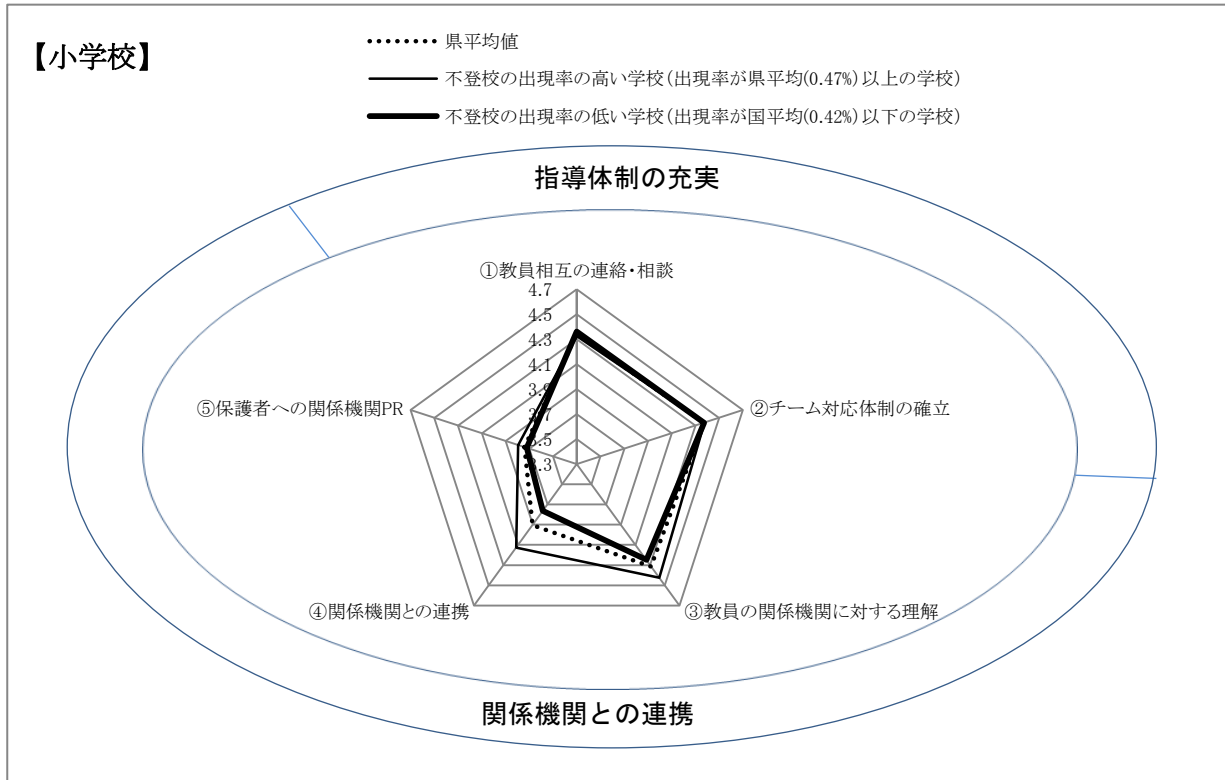 【小学校】
県平均値
不登校の出現率の高い学校(出現率が県平均(0.47%)以上の学校)
不登校の出現率の低い学校(出現率が国平均(0.42%)以下の学校)
指導体制の充実
①教員相互の連絡・相談
4.7
4.5
4.3
4.1
3.9
3.7
3.5
3.3
⑤保護者への関係機関PR
②チーム対応体制の確立
④関係機関との連携
③教員の関係機関に対する理解
関係機関との連携